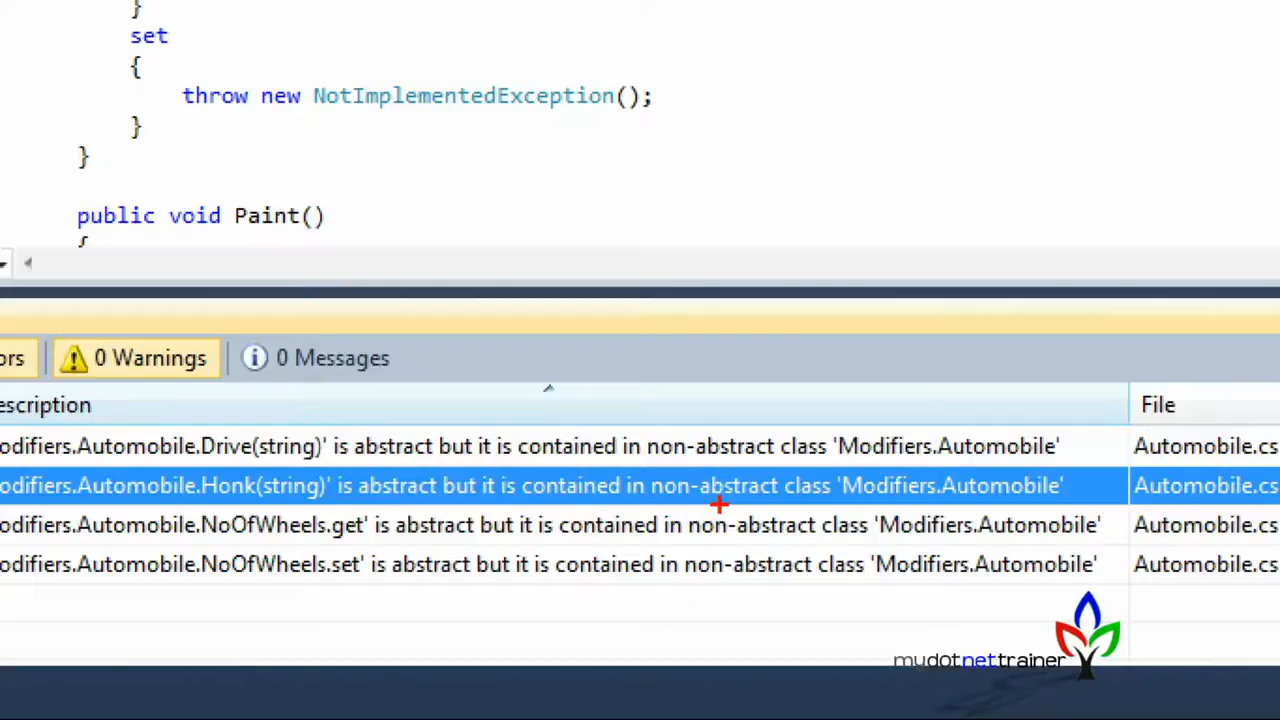 }
set
{
throw new NotImplementedException();
}
}
public void Paint()
{
ors 0 Warnings 0 Messages
escription File
odifiers.Automobile.Drive(string)' is abstract but it is contained in non-abstract class 'Modifiers.Automobile' Automobile.cs
odifiers.Automobile.Honk(string)' is abstract but it is contained in non-abstract class 'Modifiers.Automobile' Automobile.cs
odifiers.Automobile.NoOfWheels.get' is abstract but it is contained in non-abstract class 'Modifiers.Automobile' Automobile.cs
odifiers.Automobile.NoOfWheels.set' is abstract but it is contained in non-abstract class 'Modifiers.Automobile' Automobile.cs
mydotnettrainer